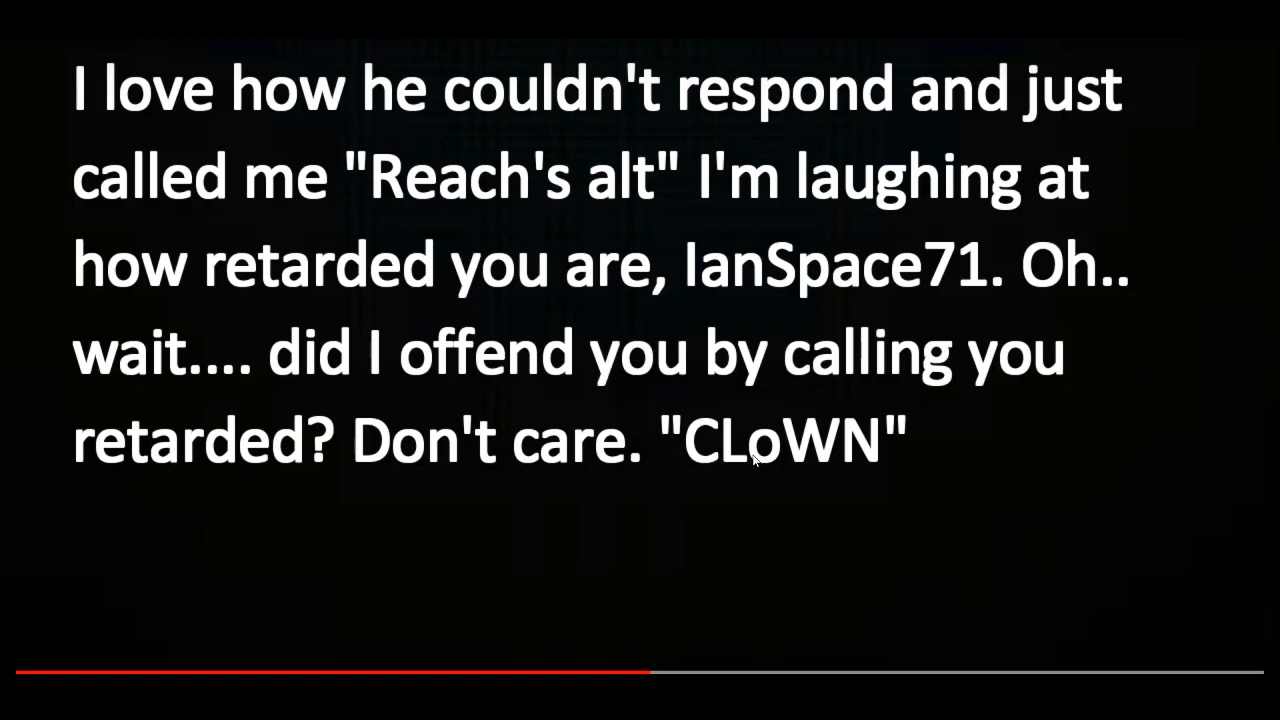 I love how he couldn't respond and just
called me "Reach's alt" I'm laughing at
how retarded you are, IanSpace71. Oh..
wait.... did I offend you by calling you
retarded? Don't care. "CLoWN"